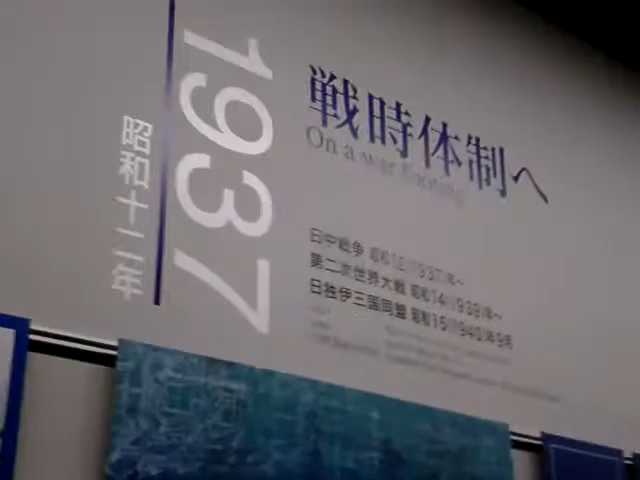 1937
昭和十二年
戦時体制へ
On a war footing
日中戦争 昭和12(1937)年〜
第二次世界大戦 昭和14(1939)年〜
日独伊三国同盟 昭和15(1940)年9月